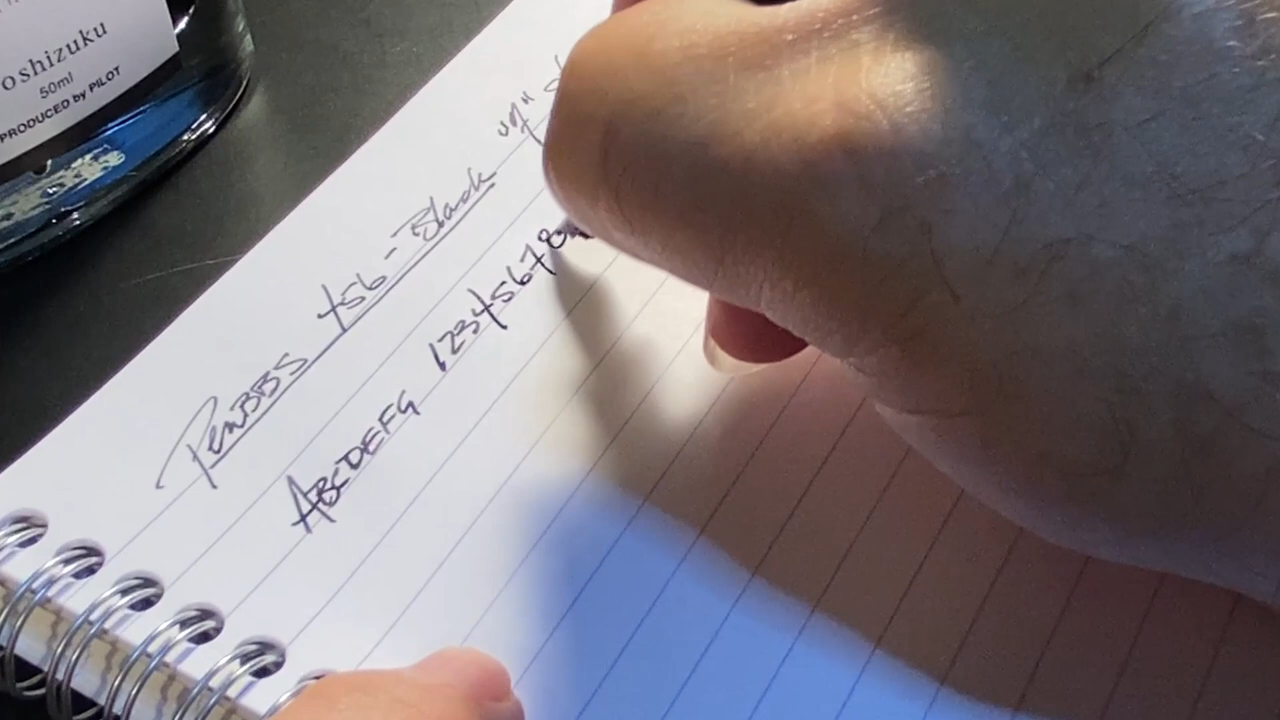 oshizuku
50ml
PRODUCED by PILOT
PenBBS 456 - Black
ABCDEFG 12345678